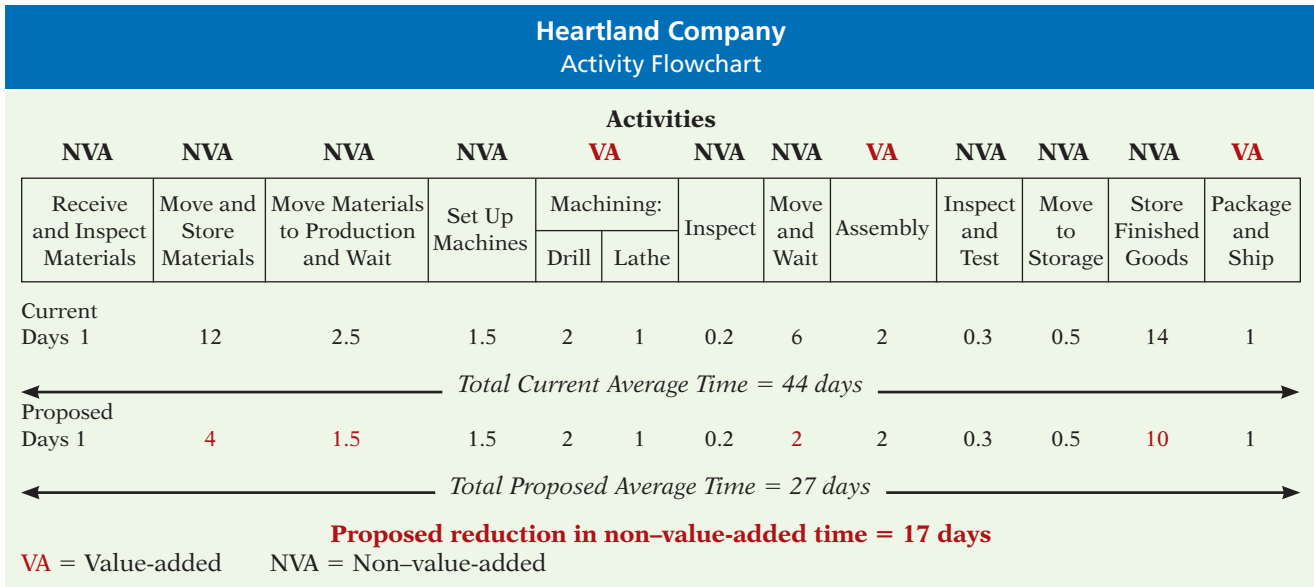 Heartland Company
Activity Flowchart
Activities
NVA NVA NVA NVA VA NVA NVA VA NVA NVA NVA VA
Receive and Inspect Materials
Move and Store Materials
Move Materials to Production and Wait
Set Up Machines
Machining:
Drill Lathe
Inspect
Move and Wait
Assembly
Inspect and Test
Move to Storage
Store Finished Goods
Package and Ship
Current
Days 1 12 2.5 1.5 2 1 0.2 6 2 0.3 0.5 14 1
Total Current Average Time = 44 days
Proposed
Days 1 4 1.5 1.5 2 1 0.2 2 2 0.3 0.5 10 1
Total Proposed Average Time = 27 days
Proposed reduction in non–value-added time = 17 days
VA = Value-added NVA = Non–value-added